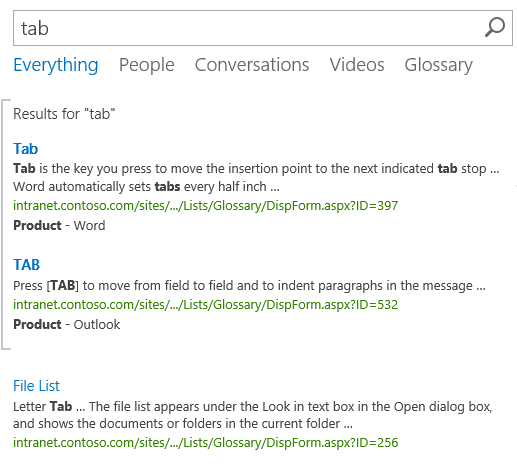 tab
Everything People Conversations Videos Glossary
Results for "tab"
Tab
Tab is the key you press to move the insertion point to the next indicated tab stop ...
Word automatically sets tabs every half inch ...
intranet.contoso.com/sites/.../Lists/Glossary/DispForm.aspx?ID=397
Product - Word
TAB
Press [TAB] to move from field to field and to indent paragraphs in the message ...
intranet.contoso.com/sites/.../Lists/Glossary/DispForm.aspx?ID=532
Product - Outlook
File List
Letter Tab ... The file list appears under the Look in text box in the Open dialog box,
and shows the documents or folders in the current folder ...
intranet.contoso.com/sites/.../Lists/Glossary/DispForm.aspx?ID=256